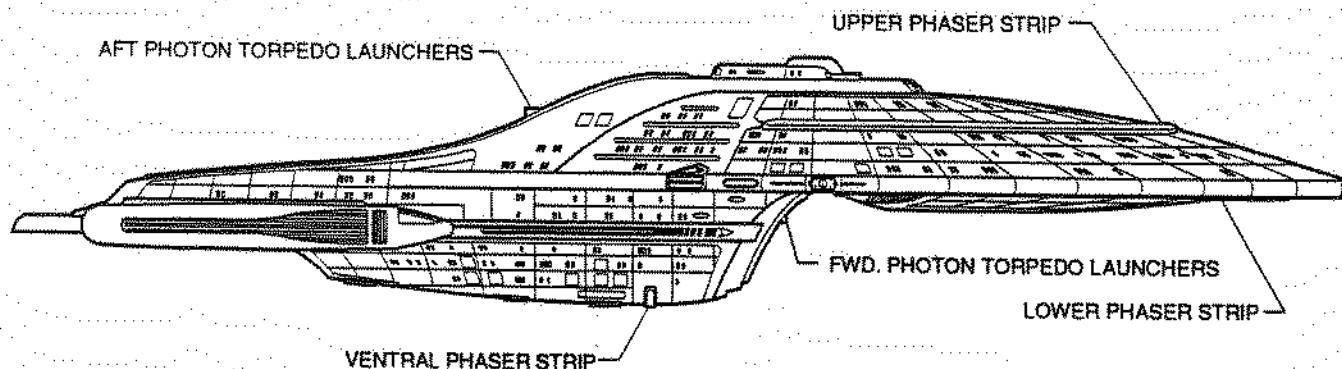 UPPER PHASER STRIP
AFT PHOTON TORPEDO LAUNCHERS
FWD. PHOTON TORPEDO LAUNCHERS
LOWER PHASER STRIP
VENTRAL PHASER STRIP